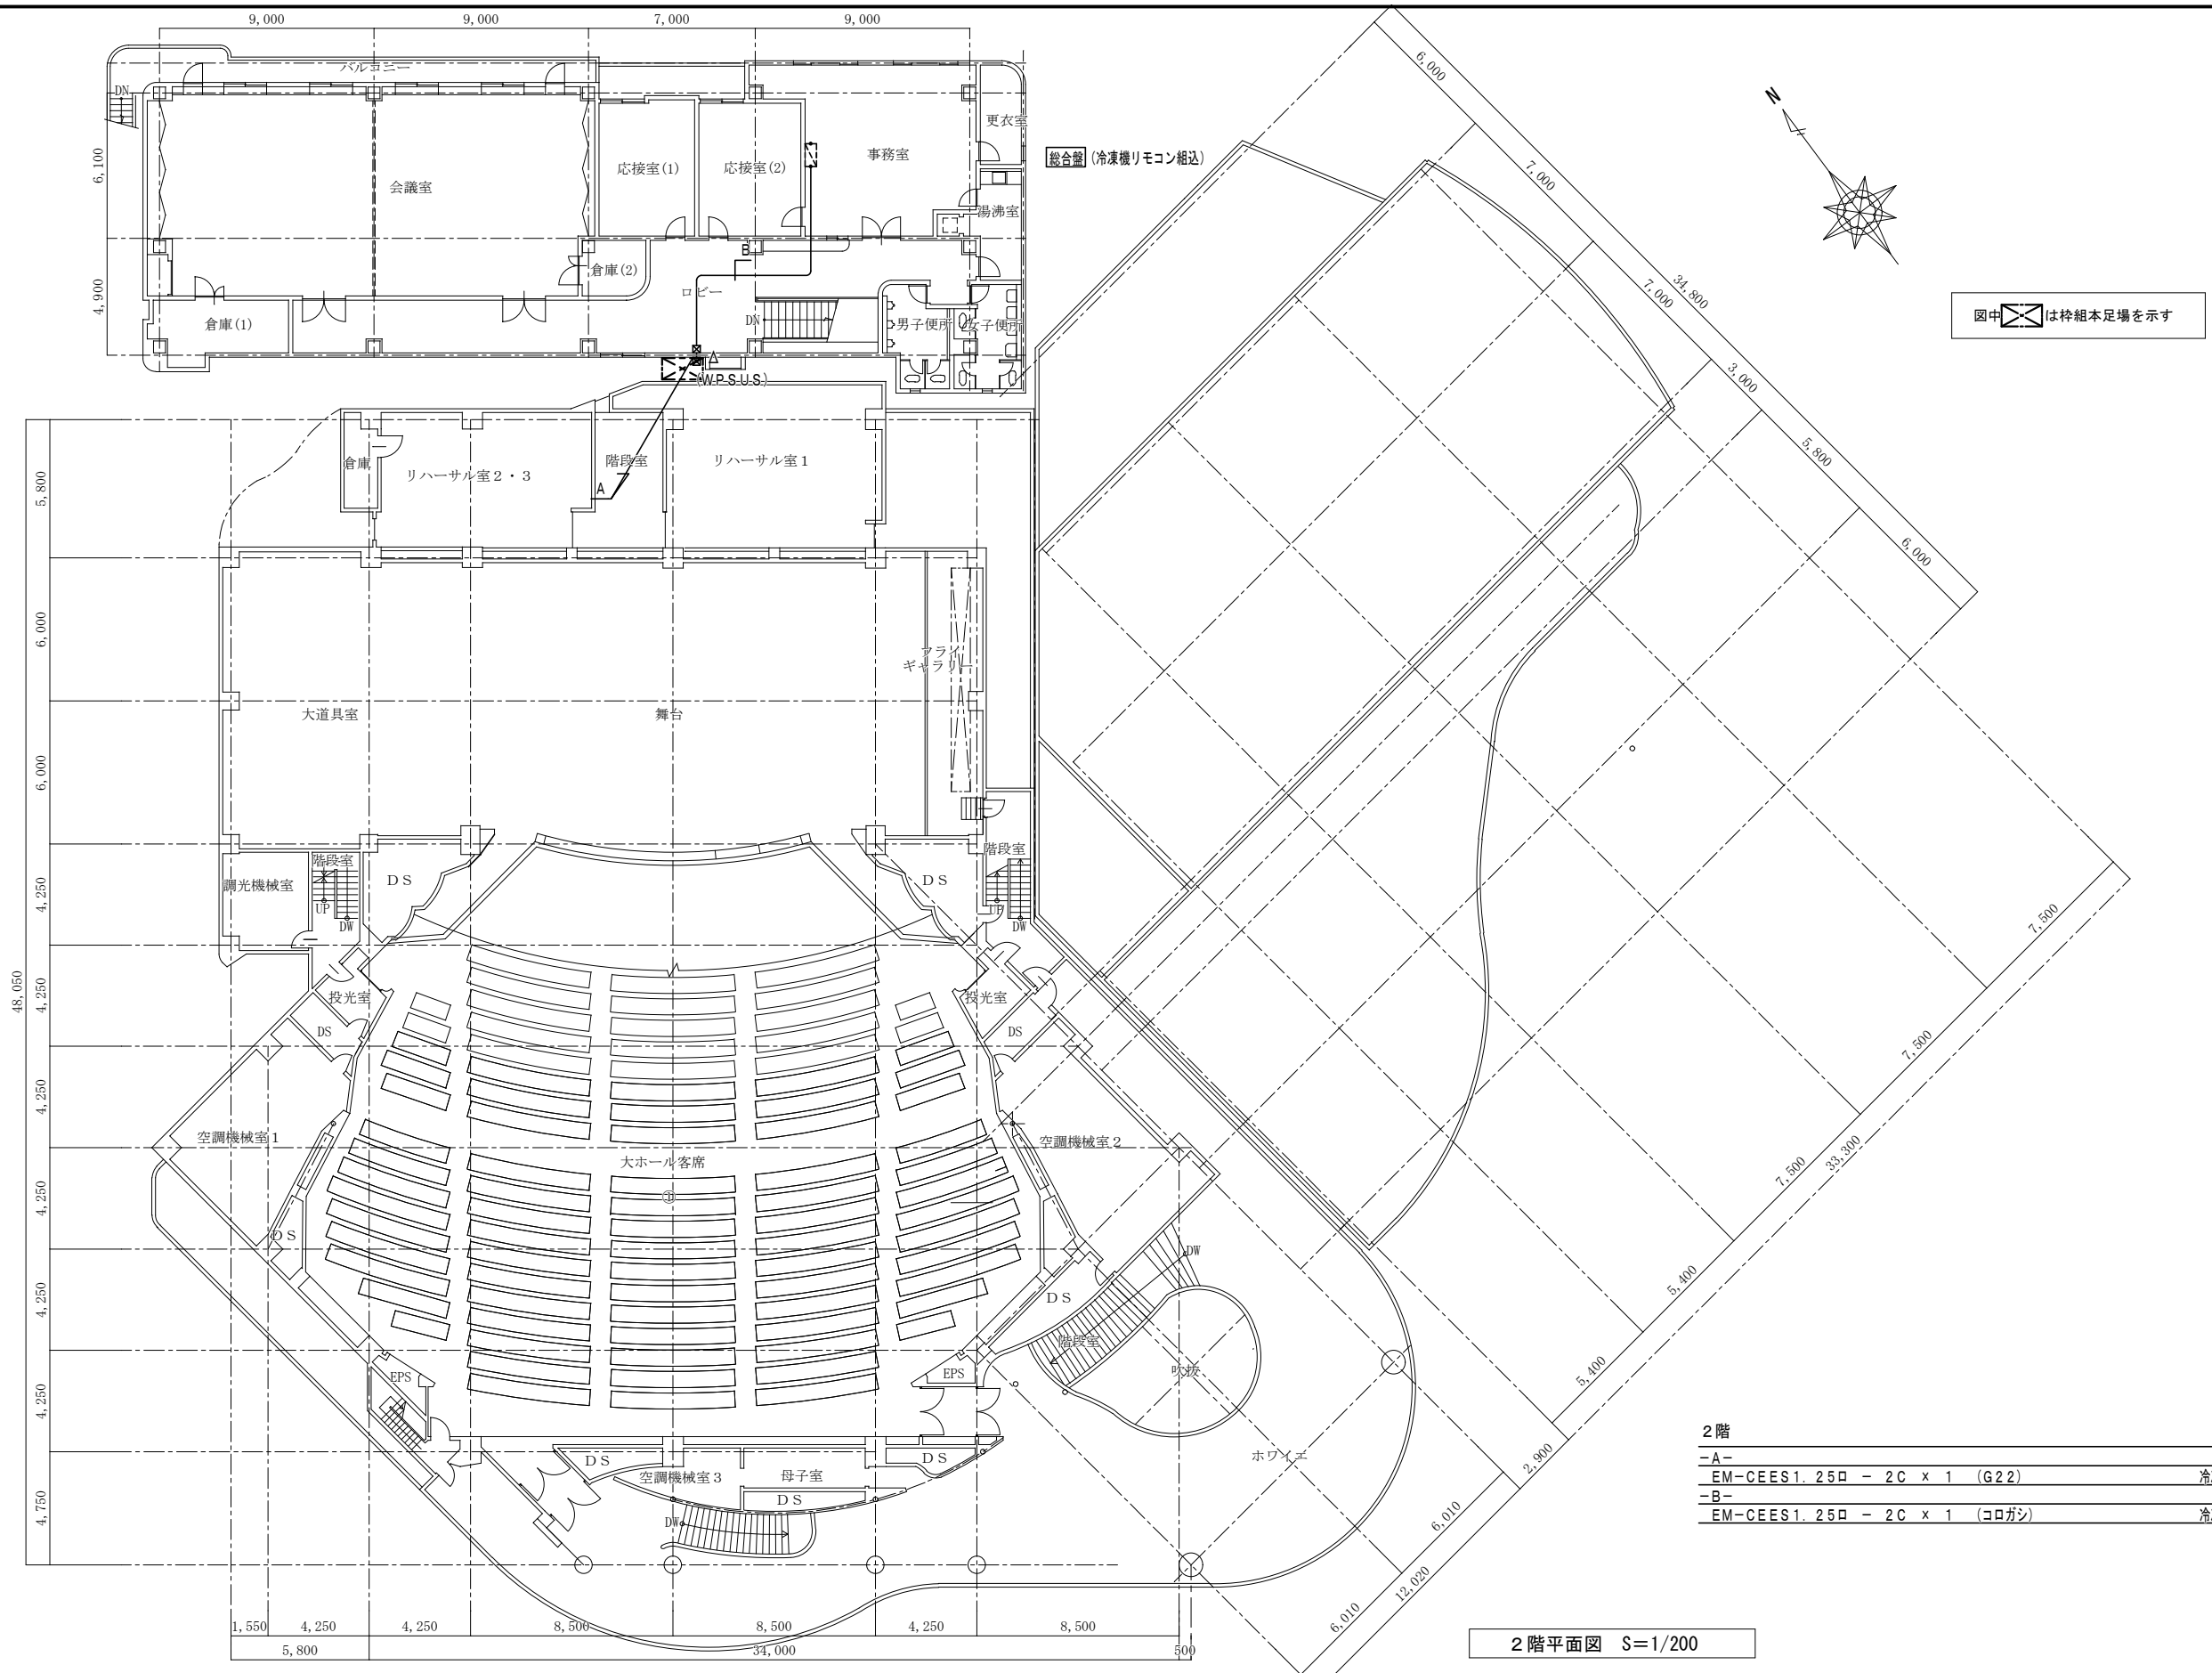 9,000
9,000
7,000
9,000
バルコニー
DN
6,100
4,900
会議室
応接室(1)
応接室(2)
事務室
更衣室
湯沸室
総合盤 (冷凍機リモコン組込)
倉庫(1)
倉庫(2)
B
ロビー
DN
男子便所
女子便所
(W.P.S.U.S.)
N
図中 は枠組本足場を示す
6,000
7,000
7,000
34,800
3,000
5,800
6,000
倉庫
リハーサル室2・3
階段室
A
リハーサル室1
フライ
ギャラリー
大道具室
舞台
48,050
5,800
6,000
6,000
4,250
4,250
4,250
4,250
4,250
4,250
4,750
階段室
調光機械室
UP
DW
DS
DS
階段室
UP
DW
投光室
DS
投光室
DS
空調機械室1
空調機械室2
大ホール客席
①
DS
DS
DW
階段室
吹抜
EPS
EPS
DS
空調機械室3
母子室
DS
DS
DW
ホワイエ
7,500
7,500
7,500
33,300
5,400
5,400
2,900
6,010
12,020
6,010
2階
-A-
EM-CEES1.25□ - 2C × 1 (G22) 冷
-B-
EM-CEES1.25□ - 2C × 1 (コロガシ) 冷
1,550
4,250
4,250
8,500
8,500
4,250
8,500
5,800
34,000
500
2階平面図 S=1/200